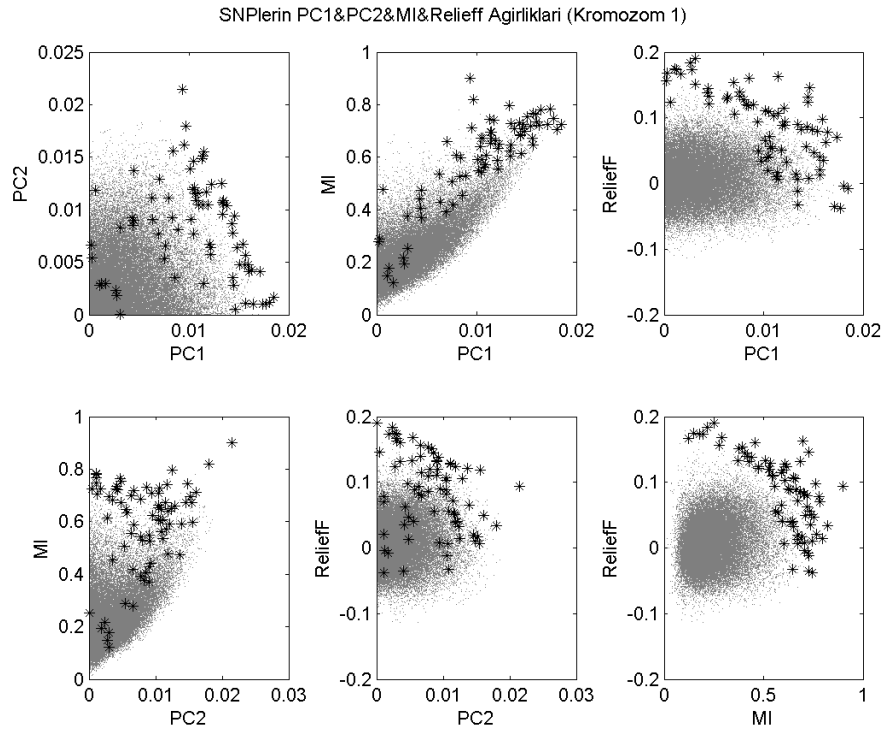 SNPlerin PC1&PC2&MI&Relieff Agirliklari (Kromozom 1)
0.025
0.02
0.015
0.01
0.005
0
PC2
0 0.01 0.02
PC1
1
0.8
0.6
0.4
0.2
0
MI
0 0.01 0.02
PC1
0.2
0.1
0
-0.1
-0.2
ReliefF
0 0.01 0.02
PC1
1
0.8
0.6
0.4
0.2
0
MI
0 0.01 0.02 0.03
PC2
0.2
0.1
0
-0.1
-0.2
ReliefF
0 0.01 0.02 0.03
PC2
0.2
0.1
0
-0.1
-0.2
ReliefF
0 0.5 1
MI